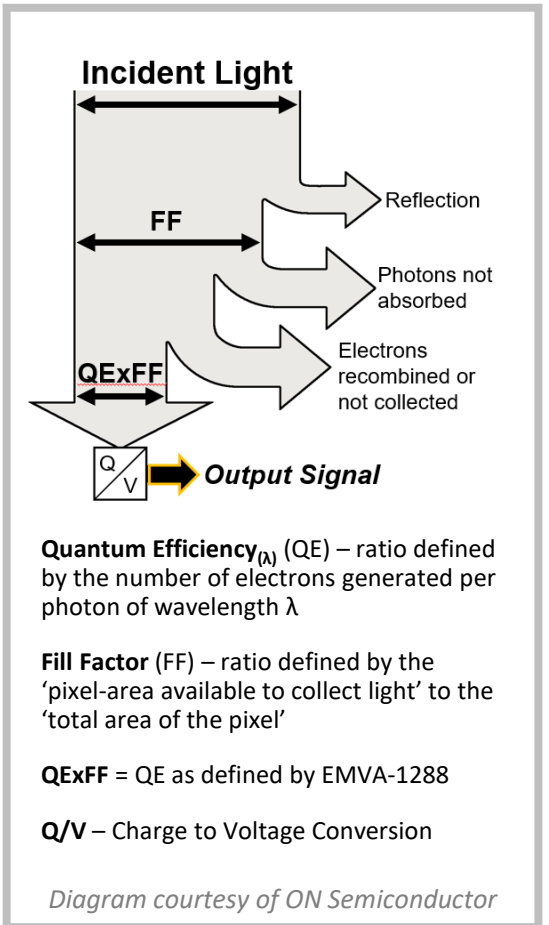 Incident Light
Reflection
FF
Photons not
absorbed
Electrons
recombined or
not collected
QExFF
Q
V
Output Signal
Quantum Efficiency(λ) (QE) – ratio defined
by the number of electrons generated per
photon of wavelength λ
Fill Factor (FF) – ratio defined by the
‘pixel-area available to collect light’ to the
‘total area of the pixel’
QExFF = QE as defined by EMVA-1288
Q/V – Charge to Voltage Conversion
Diagram courtesy of ON Semiconductor